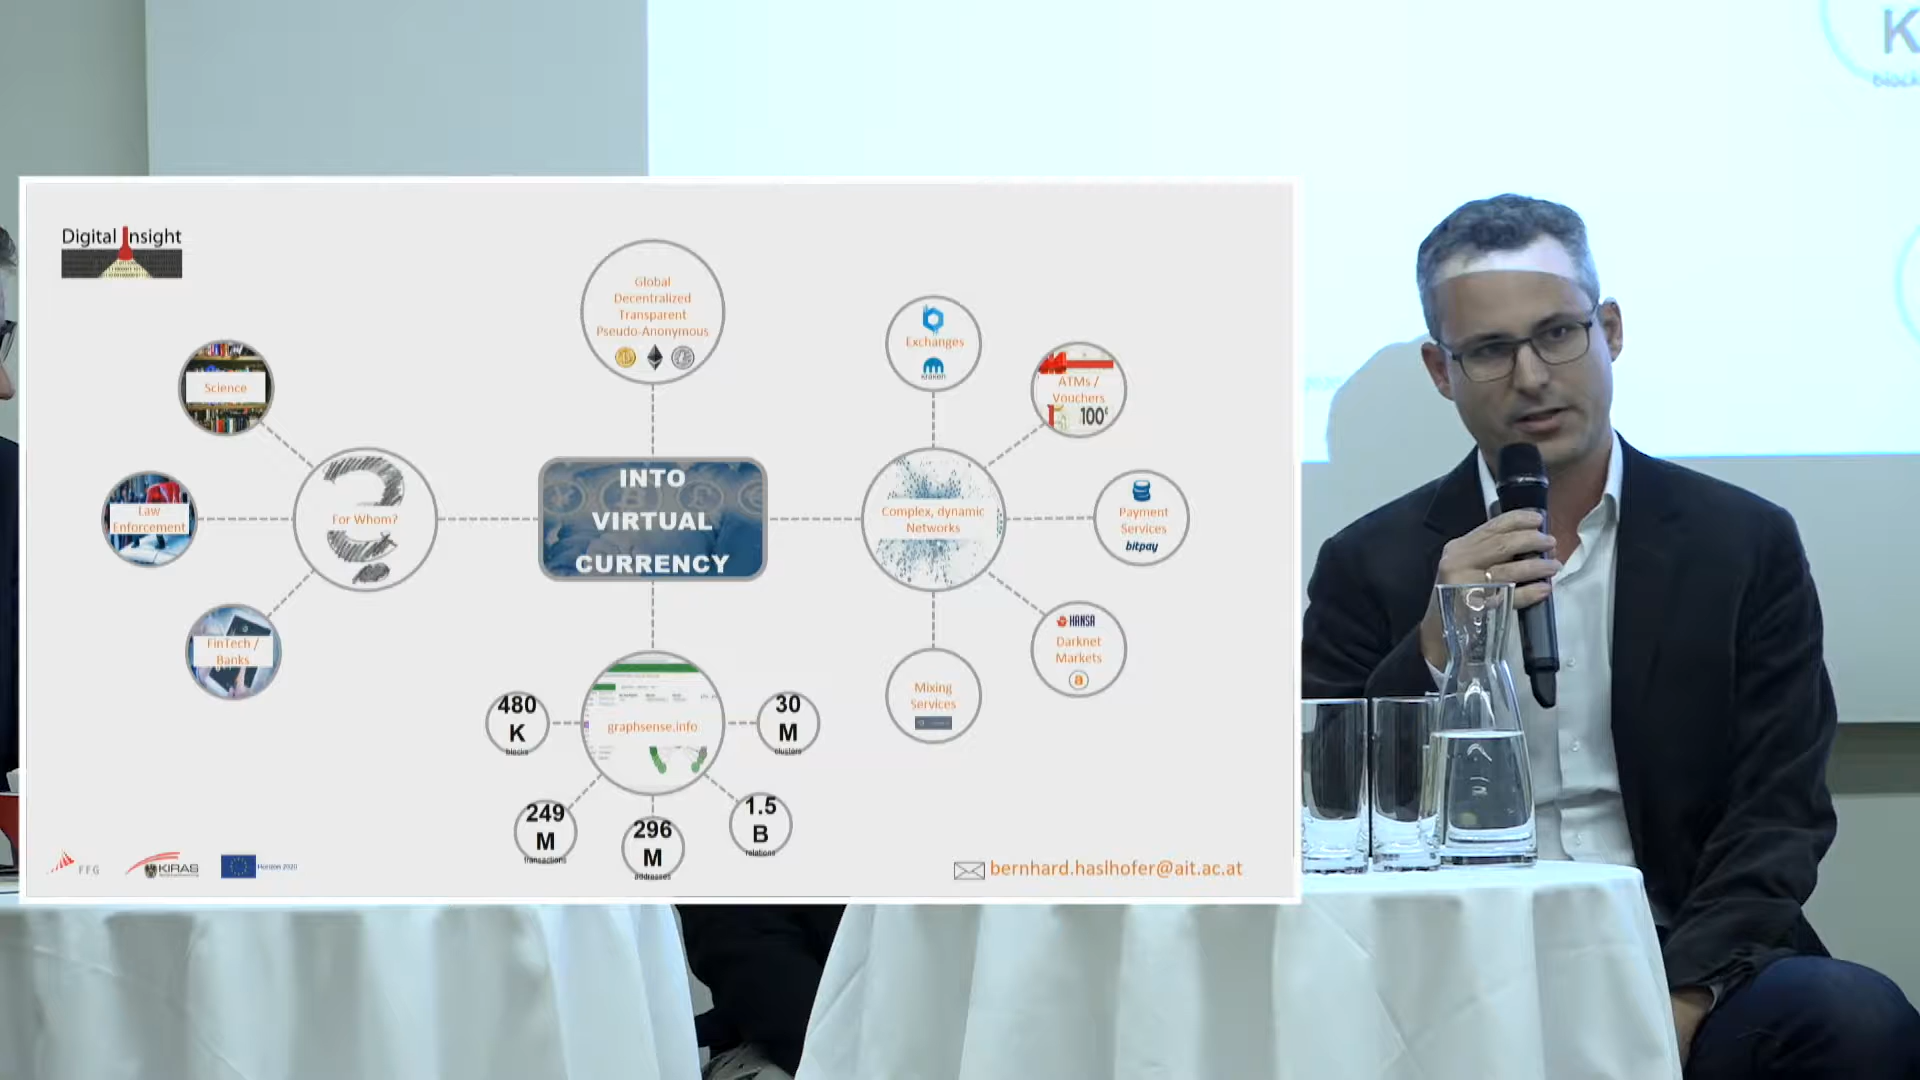 K
block
Digital Insight
Global
Decentralized
Transparent
Pseudo-Anonymous
Science
Law
Enforcement
FinTech /
Banks
For Whom?
INTO
VIRTUAL
CURRENCY
Complex, dynamic
Networks
Exchanges
kraken
ATMs /
Vouchers
100€
Payment
Services
bitpay
HANSA
Darknet
Markets
a
Mixing
Services
graphsense.info
480
K
blocks
249
M
transactions
296
M
addresses
1.5
B
relations
30
M
clusters
FFG
KIRAS
Horizon 2020
bernhard.haslhofer@ait.ac.at